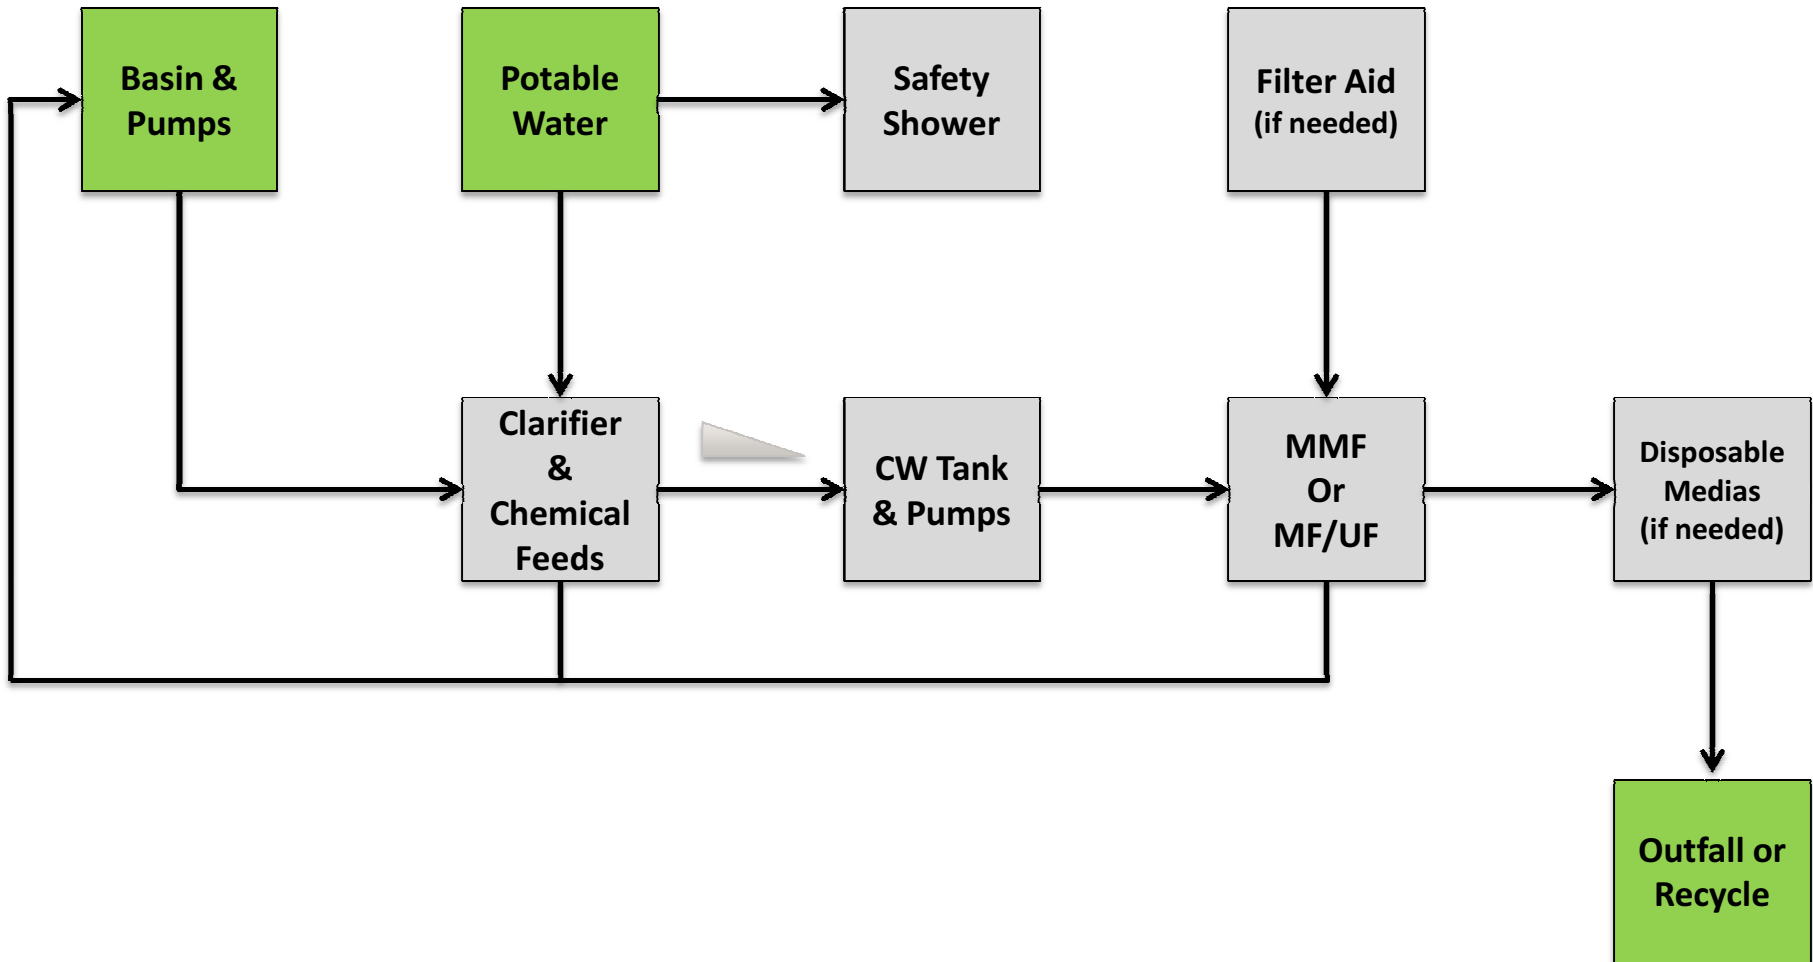 Basin &
Pumps
Potable
Water
Safety
Shower
Filter Aid
(if needed)
Clarifier
&
Chemical
Feeds
CW Tank
& Pumps
MMF
Or
MF/UF
Disposable
Medias
(if needed)
Outfall or
Recycle